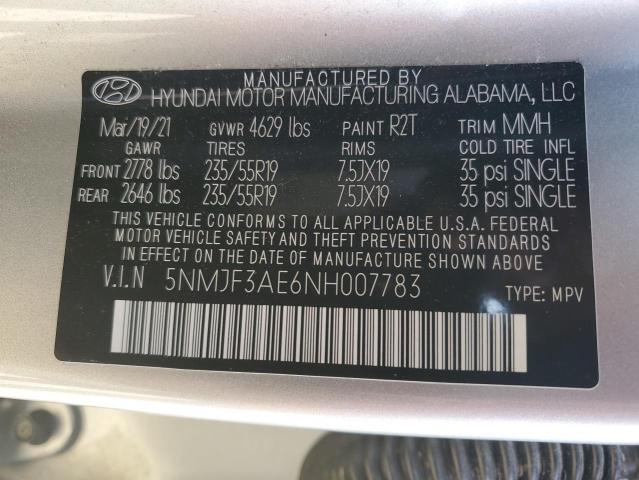 MANUFACTURED BY
HYUNDAI MOTOR MANUFACTURING ALABAMA, LLC
Mar/19/21 GVWR 4629 lbs PAINT R2T TRIM MMH
GAWR TIRES RIMS COLD TIRE INFL
FRONT 2778 lbs 235/55R19 7.5JX19 35 psi SINGLE
REAR 2646 lbs 235/55R19 7.5JX19 35 psi SINGLE
THIS VEHICLE CONFORMS TO ALL APPLICABLE U.S.A. FEDERAL
MOTOR VEHICLE SAFETY AND THEFT PREVENTION STANDARDS
IN EFFECT ON THE DATE OF MANUFACTURE SHOWN ABOVE.
V.I.N 5NMJF3AE6NH007783 TYPE: MPV